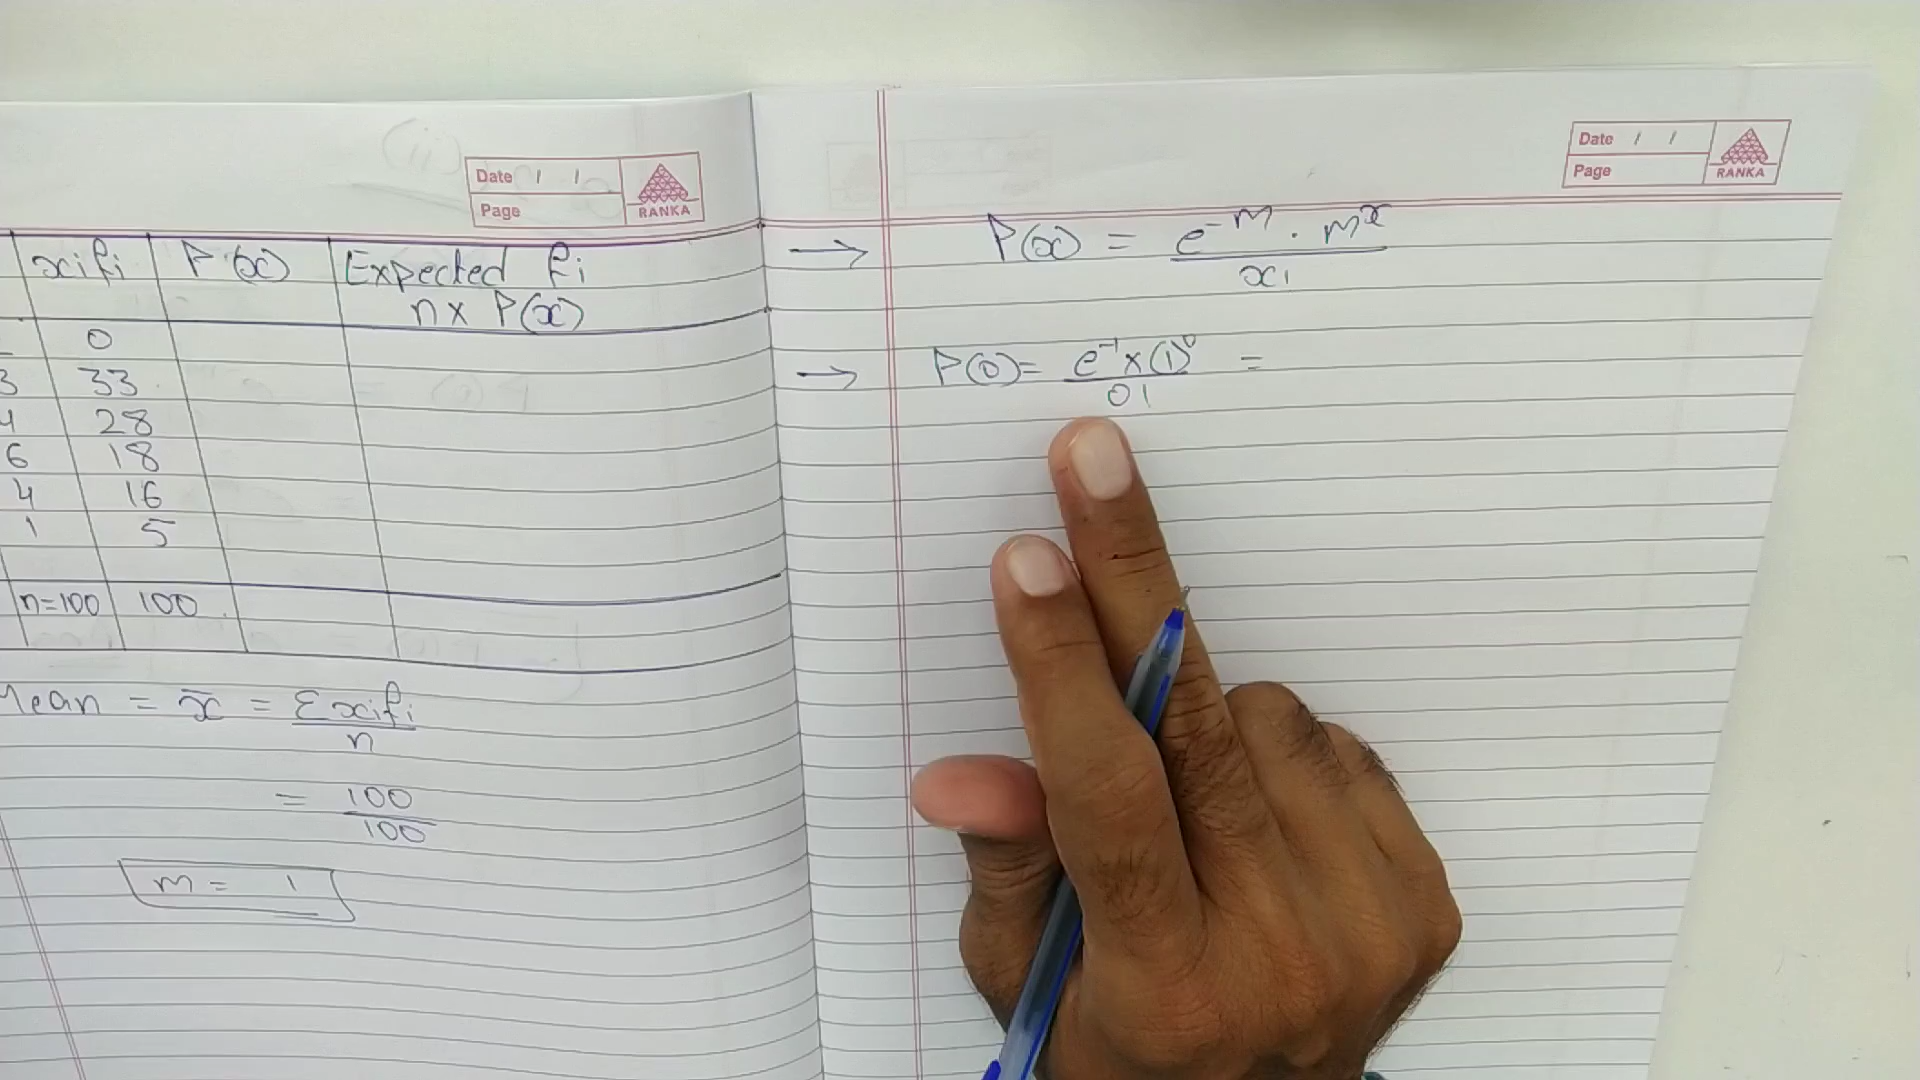 Date / /
Page
RANKA
xifi P(x) Expected fi
n x P(x)
0
3 33
4 28
6 18
4 16
1 5
n=100 100
Mean = x̄ = Σxifi
n
= 100
100
m = 1
Date / /
Page
RANKA
→ P(x) = e⁻ᵐ · mˣ
x!
→ P(0) = e⁻¹ x (1)⁰ =
0!